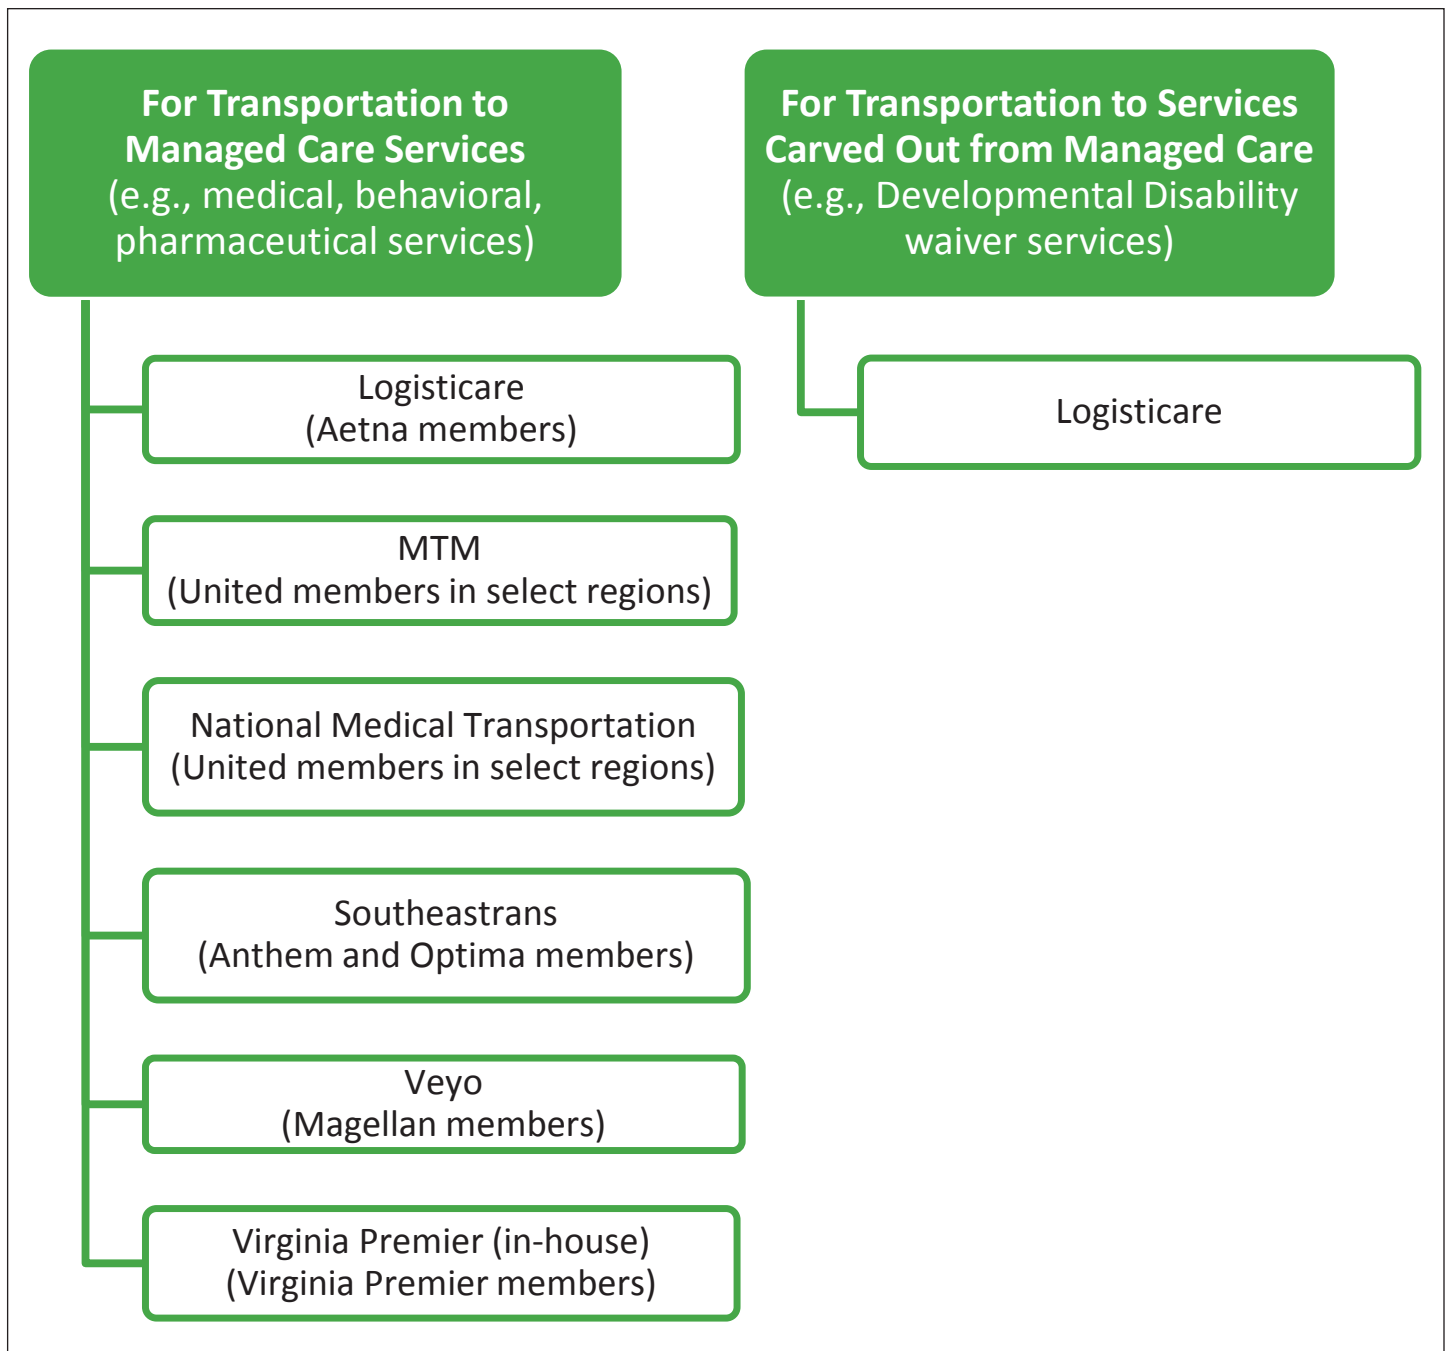 For Transportation to
Managed Care Services
(e.g., medical, behavioral,
pharmaceutical services)
Logisticare
(Aetna members)
MTM
(United members in select regions)
National Medical Transportation
(United members in select regions)
Southeastrans
(Anthem and Optima members)
Veyo
(Magellan members)
Virginia Premier (in-house)
(Virginia Premier members)
For Transportation to Services
Carved Out from Managed Care
(e.g., Developmental Disability
waiver services)
Logisticare